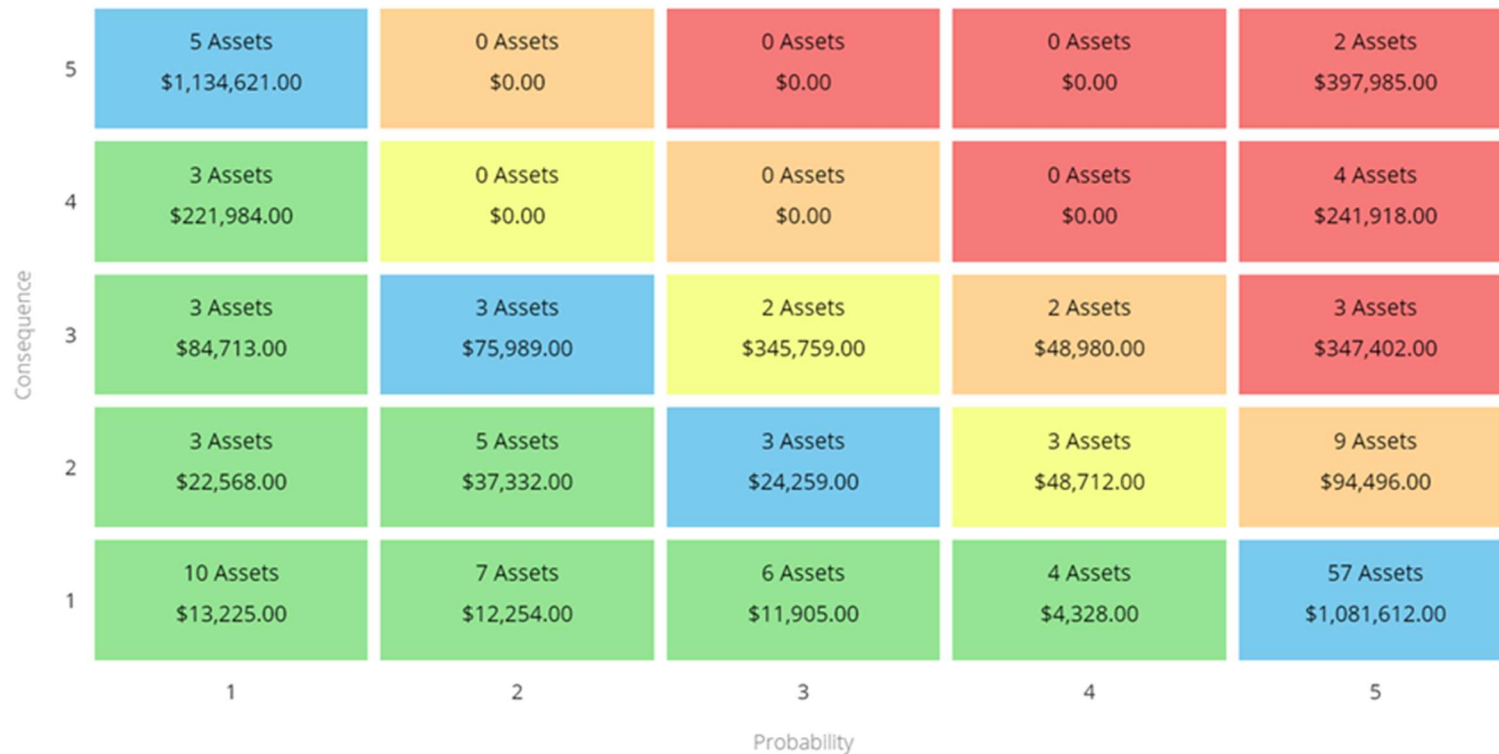 5 Assets
$1,134,621.00
0 Assets
$0.00
0 Assets
$0.00
0 Assets
$0.00
2 Assets
$397,985.00
5
3 Assets
$221,984.00
0 Assets
$0.00
0 Assets
$0.00
0 Assets
$0.00
4 Assets
$241,918.00
4
Consequence
3 Assets
$84,713.00
3 Assets
$75,989.00
2 Assets
$345,759.00
2 Assets
$48,980.00
3 Assets
$347,402.00
3
3 Assets
$22,568.00
5 Assets
$37,332.00
3 Assets
$24,259.00
3 Assets
$48,712.00
9 Assets
$94,496.00
2
10 Assets
$13,225.00
7 Assets
$12,254.00
6 Assets
$11,905.00
4 Assets
$4,328.00
57 Assets
$1,081,612.00
1
1
2
3
4
5
Probability